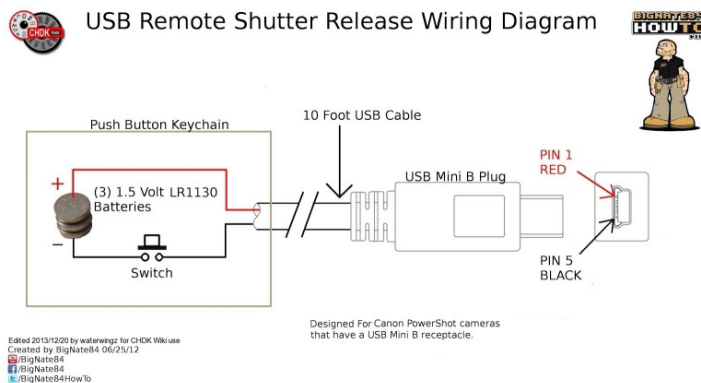 CHDK
USB Remote Shutter Release Wiring Diagram
BIGNATE84'S
HOWTO
Push Button Keychain
10 Foot USB Cable
+
(3) 1.5 Volt LR1130
Batteries
−
Switch
USB Mini B Plug
PIN 1
RED
PIN 5
BLACK
Designed For Canon PowerShot cameras
that have a USB Mini B receptacle.
Edited 2013/12/20 by waterwingz for CHDK Wiki use
Created by BigNate84 06/25/12
/BigNate84
/BigNate84
/BigNate84HowTo